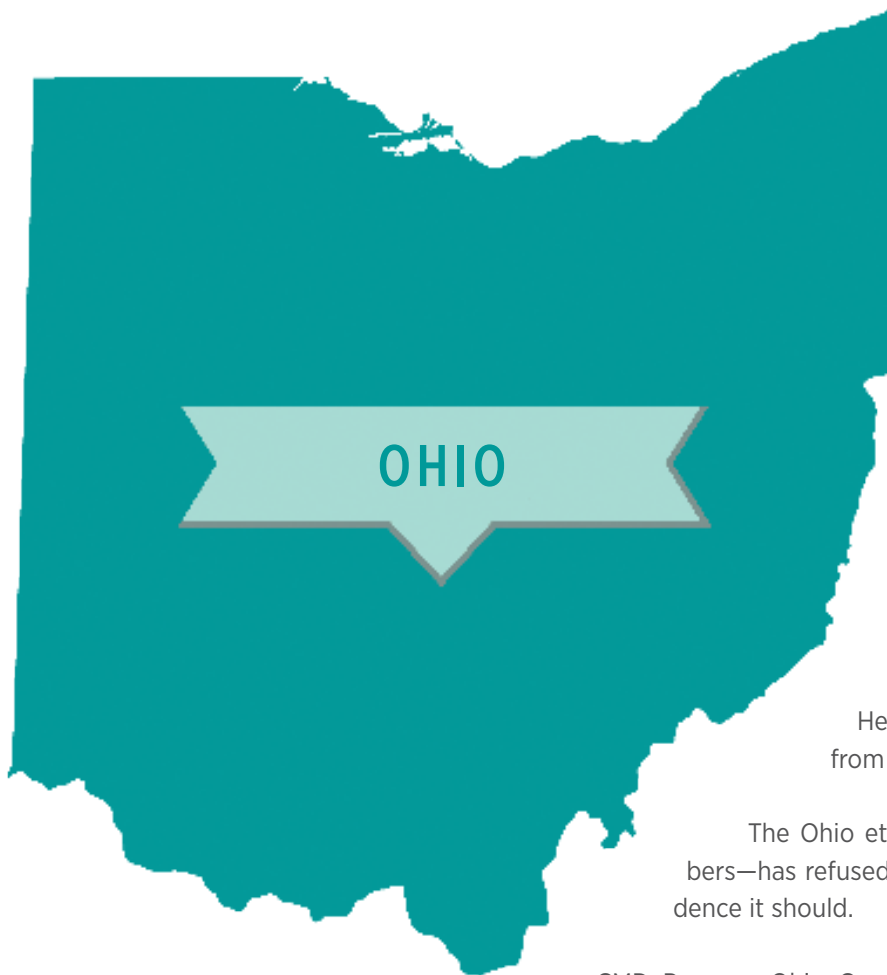 OHIO
He
from
The Ohio et
bers—has refused
dence it should.